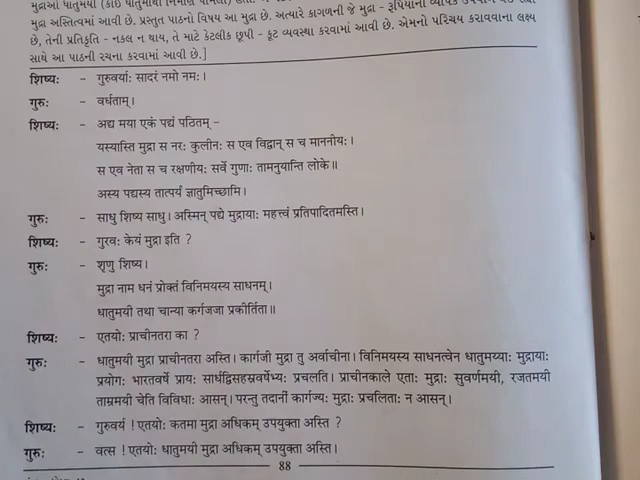 મુદ્રા અસ્તિત્વમાં આવી છે. પ્રસ્તુત પાઠનો વિષય આ મુદ્રા છે. અત્યારે કાગળની જે મુદ્રા - રૂપિયાનો
છે, તેની પ્રતિકૃતિ - નકલ ન થાય, તે માટે કેટલીક છૂપી - કૂટ વ્યવસ્થા કરવામાં આવી છે. એમનો પરિચય કરાવવાના લક્ષ્ય
સાથે આ પાઠની રચના કરવામાં આવી છે.]
शिष्यः - गुरुवर्याः सादरं नमो नमः।
गुरुः - वर्धताम्।
शिष्यः - अद्य मया एकं पद्यं पठितम् -
यस्यास्ति मुद्रा स नरः कुलीनः स एव विद्वान् स च माननीयः।
स एव नेता स च रक्षणीयः सर्वे गुणाः तामनुयान्ति लोके॥
अस्य पद्यस्य तात्पर्यं ज्ञातुमिच्छामि।
गुरुः - साधु शिष्य साधु। अस्मिन् पद्ये मुद्रायाः महत्त्वं प्रतिपादितमस्ति।
शिष्यः - गुरवः केयं मुद्रा इति ?
गुरुः - शृणु शिष्य।
मुद्रा नाम धनं प्रोक्तं विनिमयस्य साधनम्।
धातुमयी तथा चान्या कर्गजजा प्रकीर्तिता॥
शिष्यः - एतयोः प्राचीनतरा का ?
गुरुः - धातुमयी मुद्रा प्राचीनतरा अस्ति। कार्गजी मुद्रा तु अर्वाचीना। विनिमयस्य साधनत्वेन धातुमय्याः मुद्रायाः
प्रयोगः भारतवर्षे प्रायः सार्धद्विसहस्रवर्षेभ्यः प्रचलति। प्राचीनकाले एताः मुद्राः सुवर्णमयी, रजतमयी
ताम्रमयी चेति विविधाः आसन्। परन्तु तदानीं कार्गज्यः मुद्राः प्रचलिताः न आसन्।
शिष्यः - गुरुवर्य ! एतयोः कतमा मुद्रा अधिकम् उपयुक्ता अस्ति ?
गुरुः - वत्स ! एतयोः धातुमयी मुद्रा अधिकम् उपयुक्ता अस्ति।
88